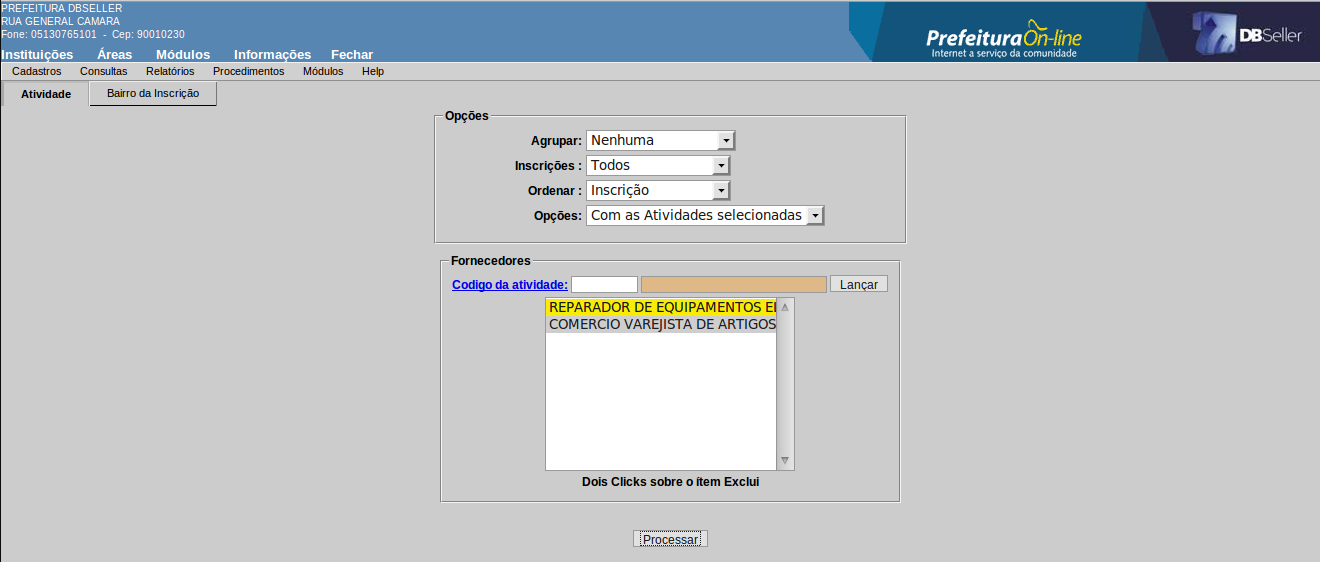 PREFEITURA DBSELLER
RUA GENERAL CAMARA
Fone: 05130765101 - Cep: 90010230
PrefeituraOn-line
Internet a serviço da comunidade
DBSeller
Instituições Áreas Módulos Informações Fechar
Cadastros Consultas Relatórios Procedimentos Módulos Help
Atividade Bairro da Inscrição
Opções
Agrupar: Nenhuma
Inscrições : Todos
Ordenar : Inscrição
Opções: Com as Atividades selecionadas
Fornecedores
Codigo da atividade: Lançar
REPARADOR DE EQUIPAMENTOS
COMERCIO VAREJISTA DE ARTIGOS
Dois Clicks sobre o ítem Exclui
Processar